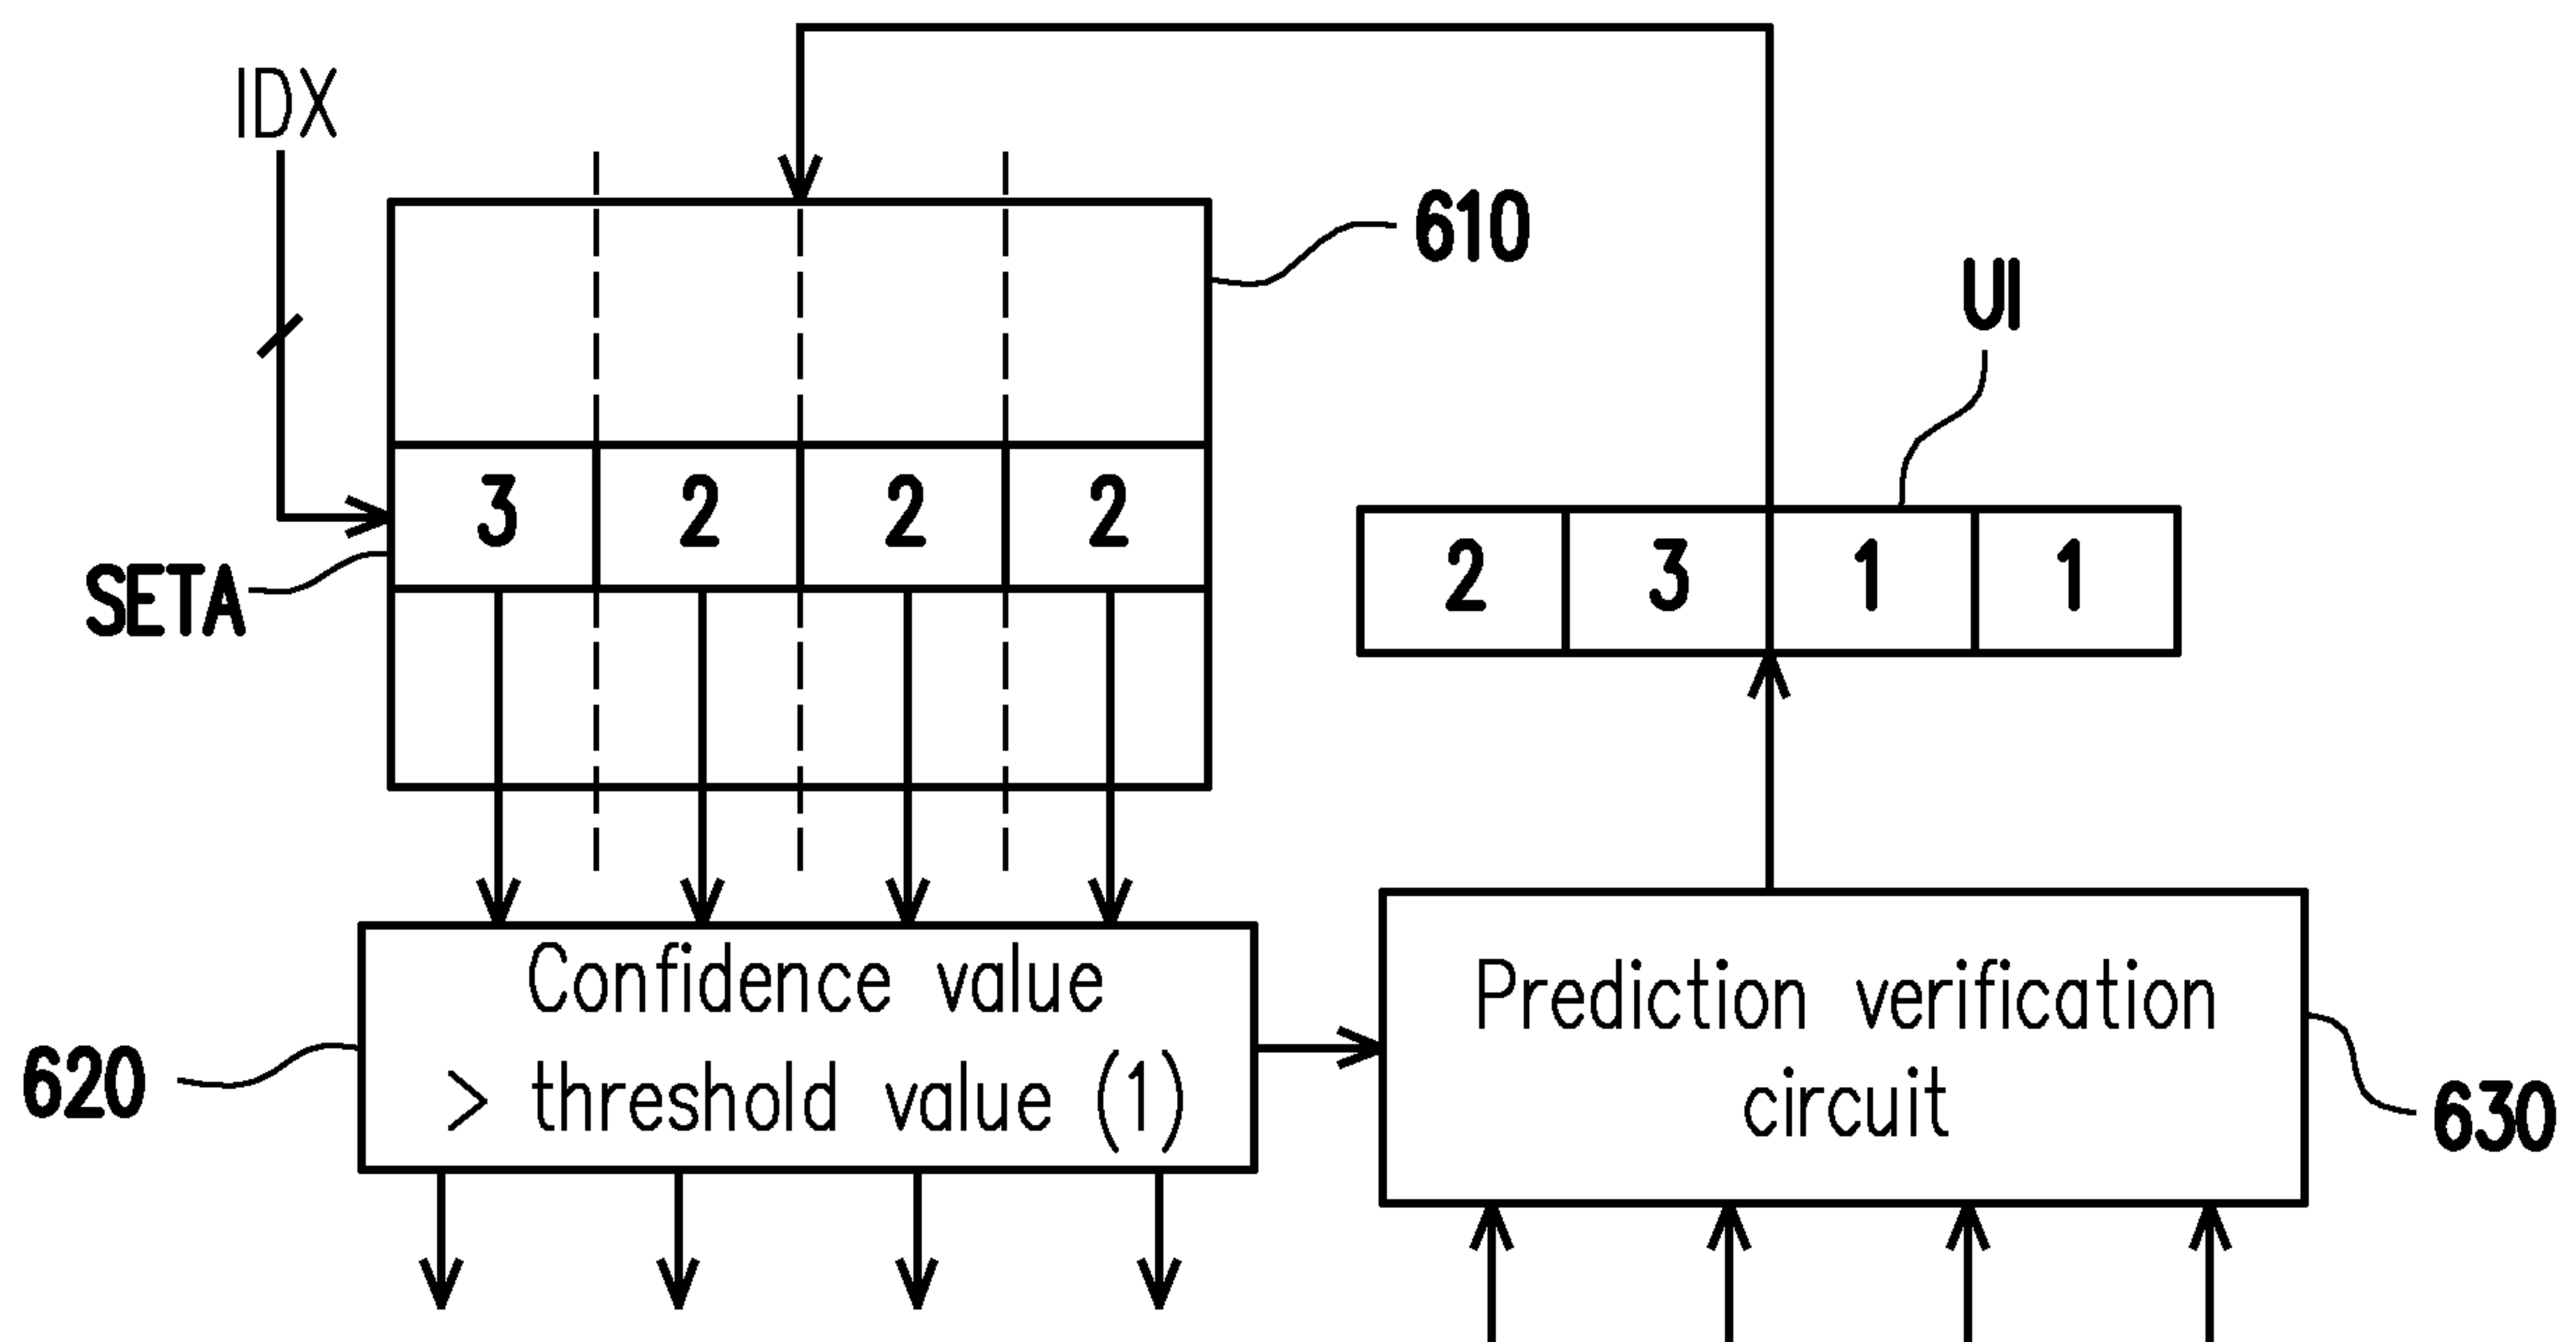 IDX
610
UI
3 2 2 2
SETA
2 3 1 1
Confidence value
> threshold value (1)
620
Prediction verification
circuit
630